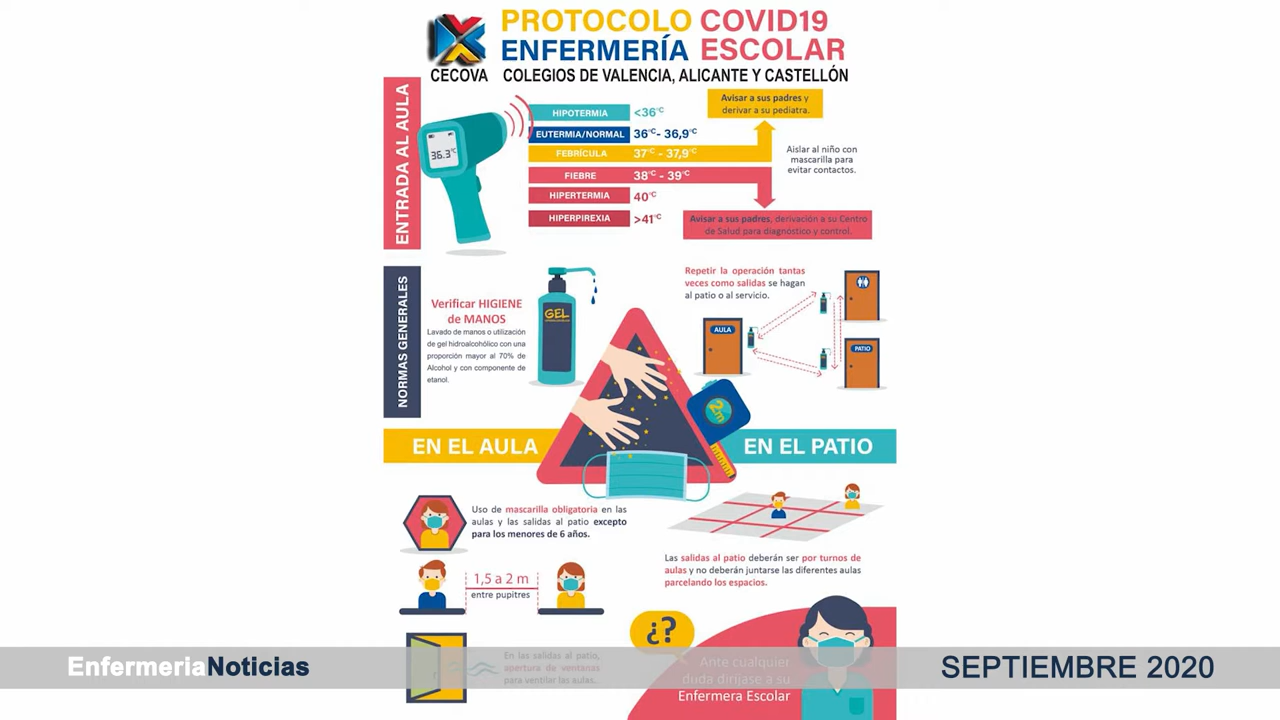 PROTOCOLO COVID19
ENFERMERÍA ESCOLAR
CECOVA COLEGIOS DE VALENCIA, ALICANTE Y CASTELLÓN
ENTRADA AL AULA
36.3°C
HIPOTERMIA <36°C
EUTERMIA/NORMAL 36°C- 36,9°C
FEBRÍCULA 37°C - 37,9°C
FIEBRE 38°C - 39°C
HIPERTERMIA 40°C
HIPERPIREXIA >41°C
Avisar a sus padres y
derivar a su pediatra.
Aislar al niño con
mascarilla para
evitar contactos.
Avisar a sus padres, derivación a su Centro
de Salud para diagnóstico y control.
NORMAS GENERALES
Verificar HIGIENE
de MANOS
Lavado de manos o utilización
de gel hidroalcohólico con una
proporción mayor al 70% de
Alcohol y con componente de
etanol.
GEL
Repetir la operación tantas
veces como salidas se hagan
al patio o al servicio.
AULA
PATIO
2m
EN EL AULA
EN EL PATIO
Uso de mascarilla obligatoria en las
aulas y las salidas al patio excepto
para los menores de 6 años.
1,5 a 2 m
entre pupitres
En las salidas al patio,
apertura de ventanas
para ventilar las aulas.
Las salidas al patio deberán ser por turnos de
aulas y no deberán juntarse las diferentes aulas
parcelando los espacios.
¿?
Ante cualquier
duda diríjase a su
Enfermera Escolar
EnfermeriaNoticias
SEPTIEMBRE 2020